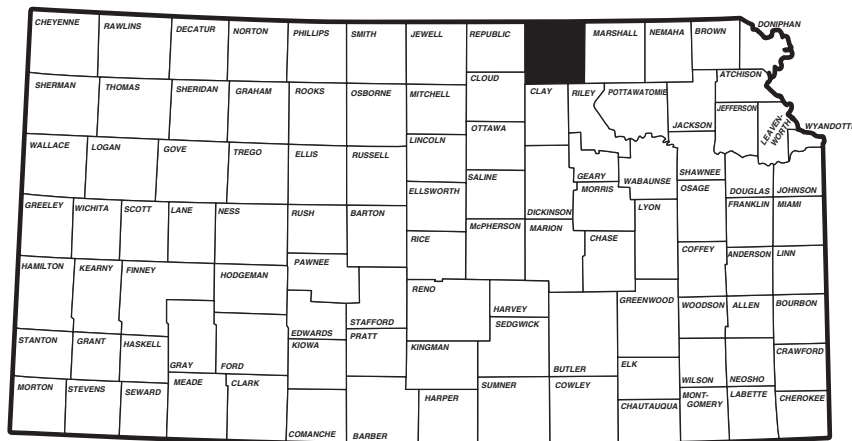 CHEYENNE
RAWLINS
DECATUR
NORTON
PHILLIPS
SMITH
JEWELL
REPUBLIC
MARSHALL
NEMAHA
BROWN
DONIPHAN
SHERMAN
THOMAS
SHERIDAN
GRAHAM
ROOKS
OSBORNE
MITCHELL
CLOUD
CLAY
RILEY
POTTAWATOMIE
JACKSON
ATCHISON
JEFFERSON
LEAVEN-
WORTH
WYANDOTT
WALLACE
LOGAN
GOVE
TREGO
ELLIS
RUSSELL
LINCOLN
OTTAWA
SALINE
ELLSWORTH
DICKINSON
GEARY
MORRIS
WABAUNSE
SHAWNEE
OSAGE
DOUGLAS
JOHNSON
GREELEY
WICHITA
SCOTT
LANE
NESS
RUSH
BARTON
RICE
McPHERSON
MARION
CHASE
LYON
FRANKLIN
MIAMI
HAMILTON
KEARNY
FINNEY
HODGEMAN
PAWNEE
RENO
HARVEY
SEDGWICK
GREENWOOD
COFFEY
ANDERSON
LINN
WOODSON
ALLEN
BOURBON
STANTON
GRANT
HASKELL
GRAY
FORD
EDWARDS
KIOWA
STAFFORD
PRATT
KINGMAN
BUTLER
ELK
WILSON
NEOSHO
CRAWFORD
MORTON
STEVENS
SEWARD
MEADE
CLARK
COMANCHE
BARBER
HARPER
SUMNER
COWLEY
CHAUTAUQUA
MONT-
GOMERY
LABETTE
CHEROKEE